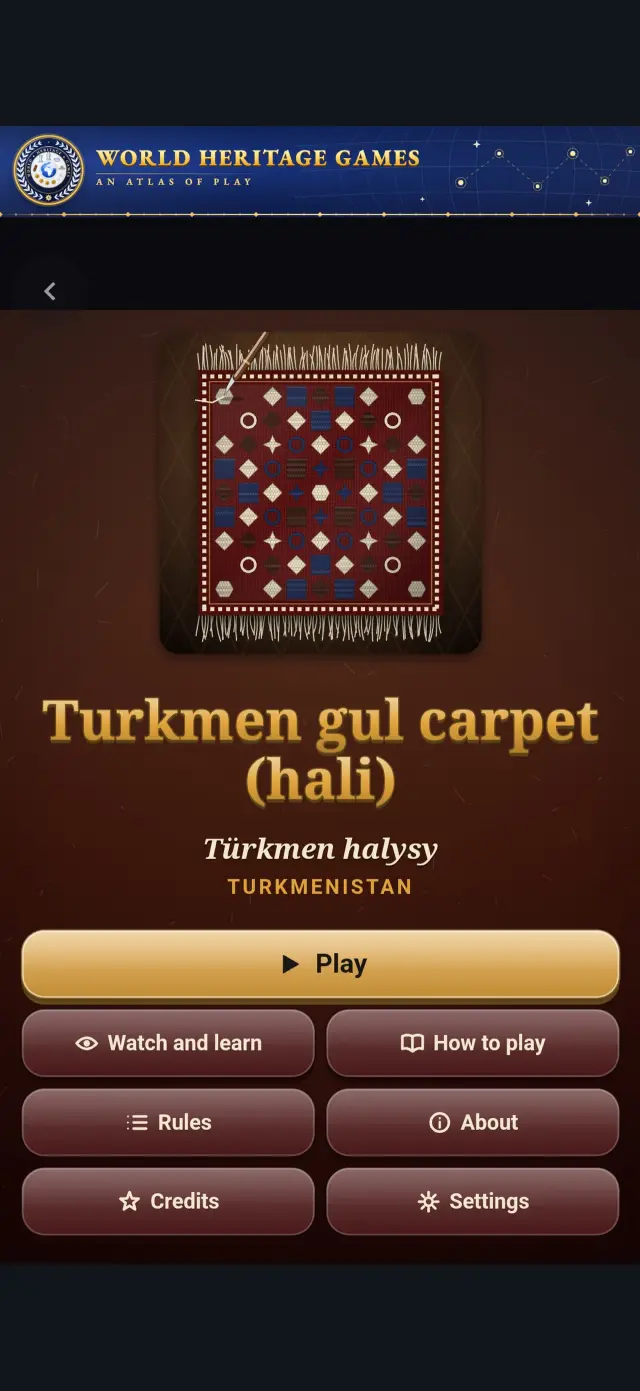 WORLD HERITAGE GAMES
AN ATLAS OF PLAY
Turkmen gul carpet
(hali)
Türkmen halysy
TURKMENISTAN
Play
Watch and learn
How to play
Rules
About
Credits
Settings